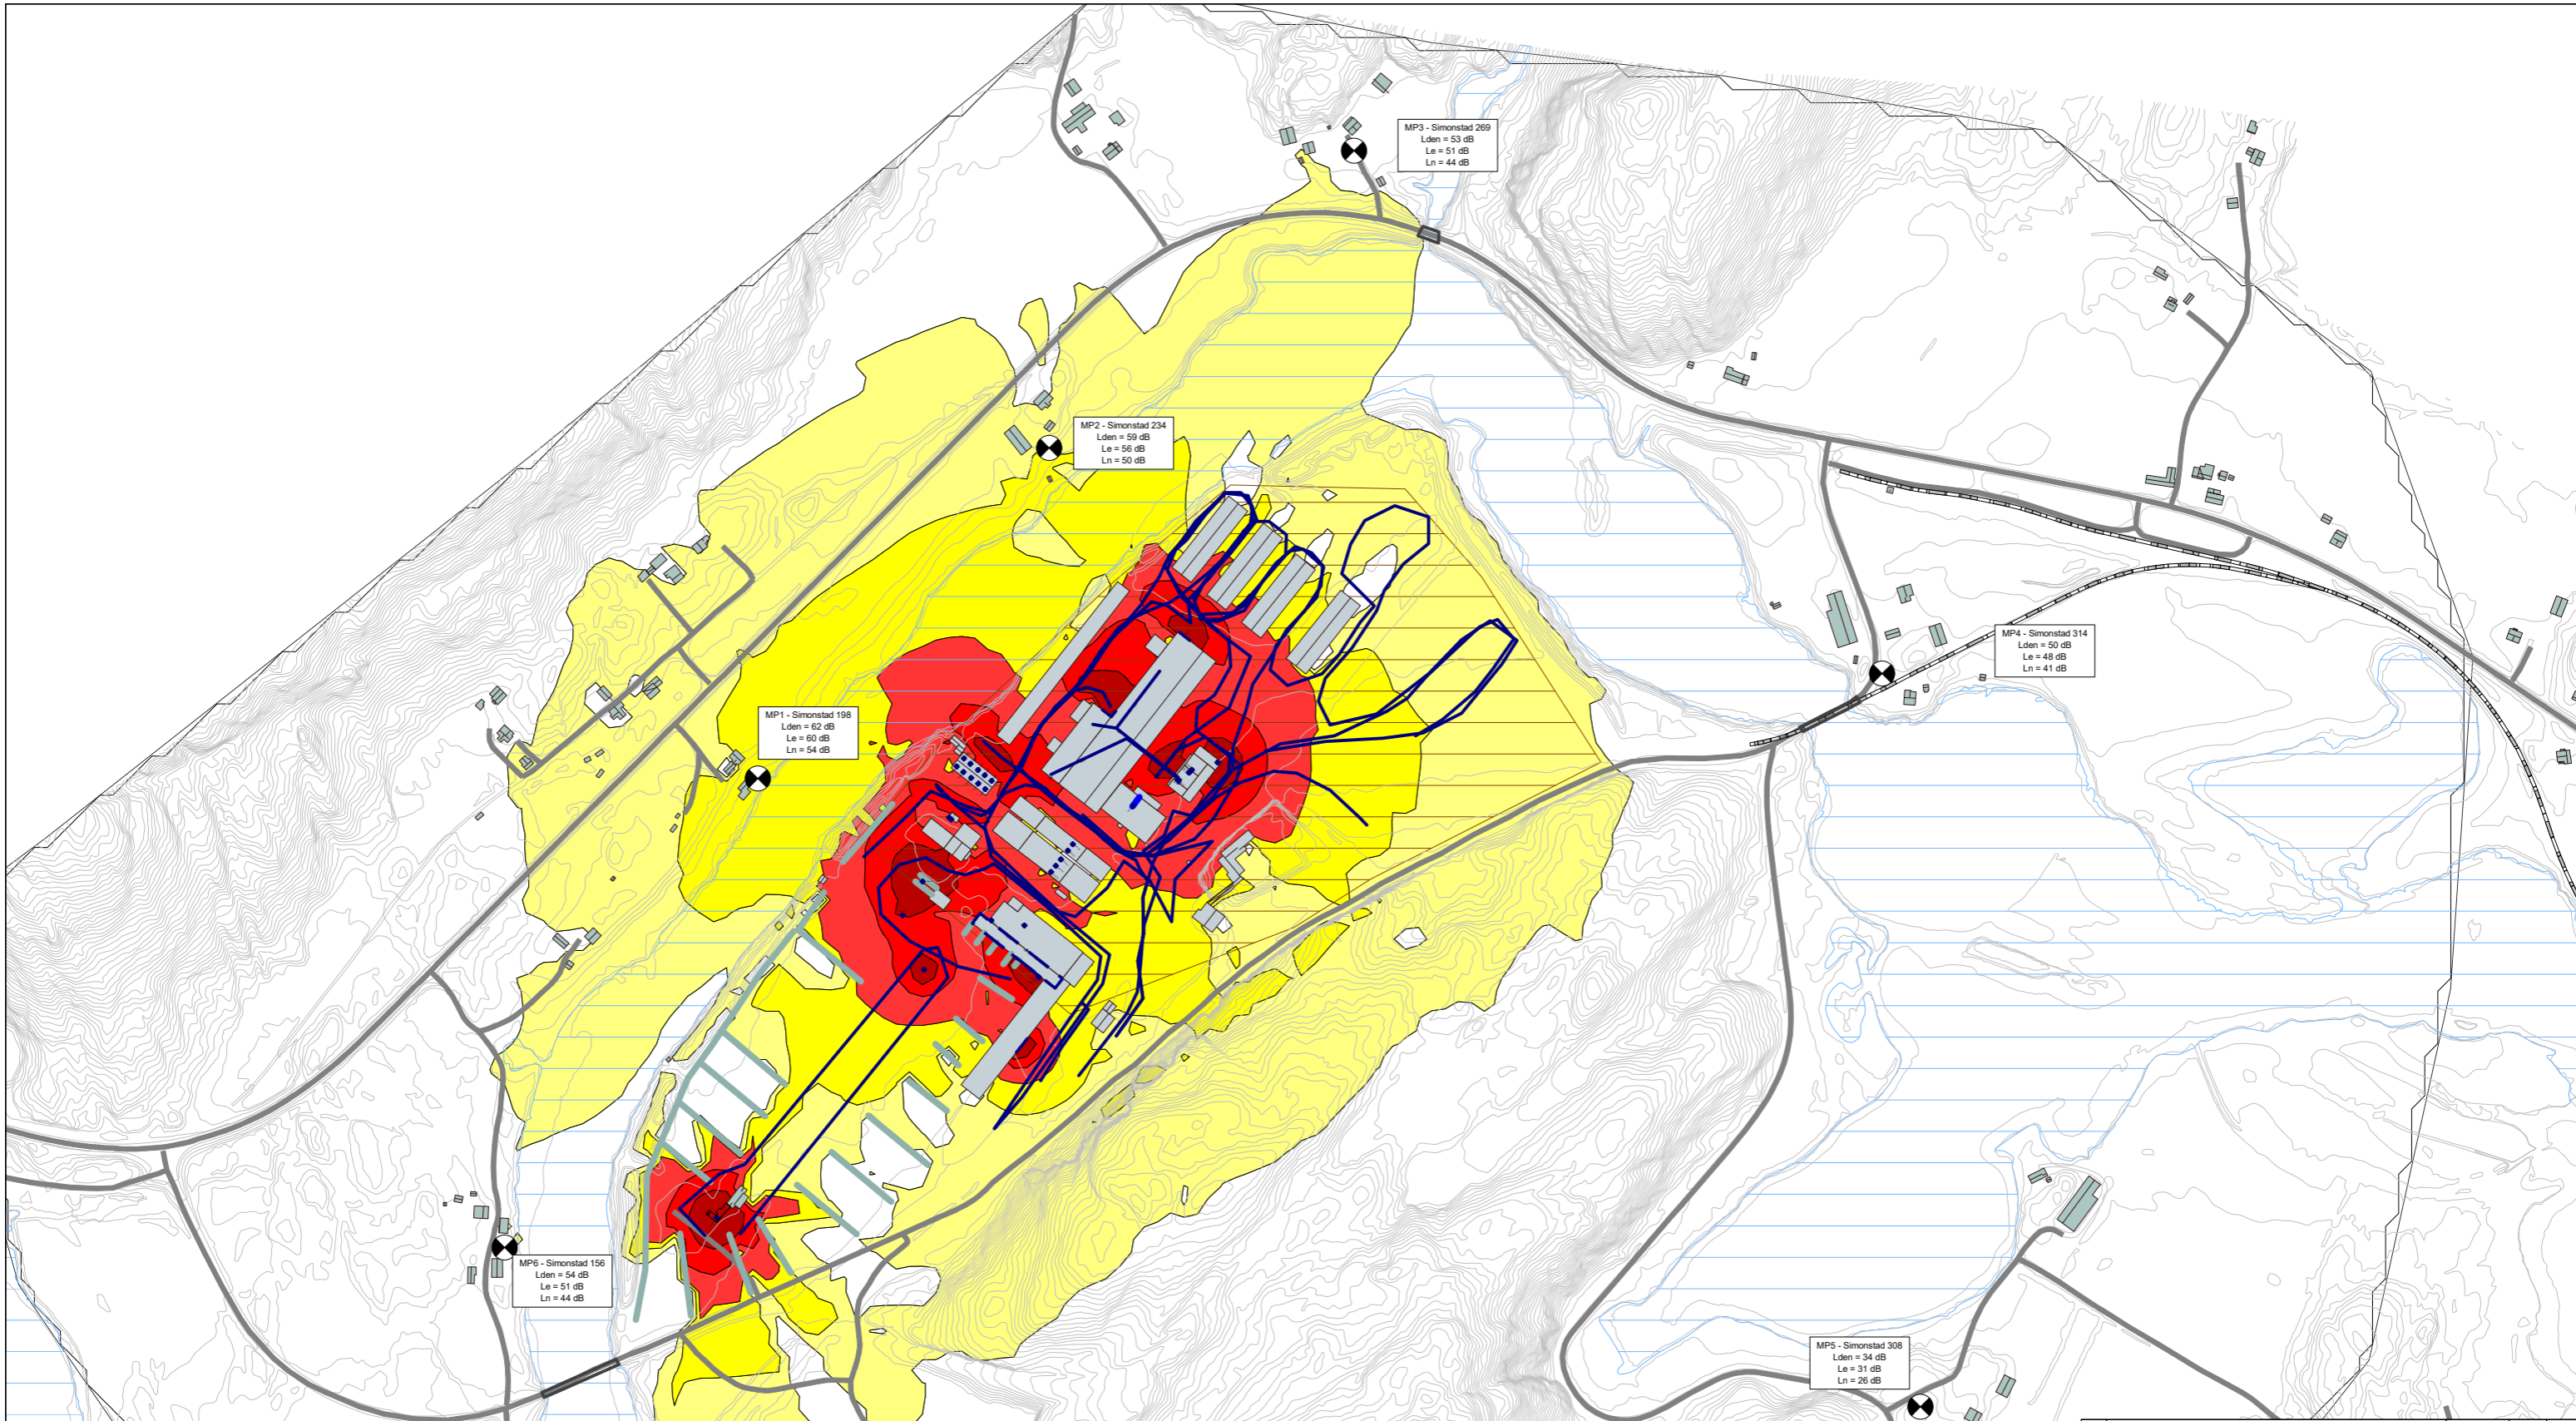 MP3 - Simonstad 269
Lden = 53 dB
Le = 51 dB
Ln = 44 dB
MP2 - Simonstad 234
Lden = 59 dB
Le = 56 dB
Ln = 50 dB
MP4 - Simonstad 314
Lden = 50 dB
Le = 48 dB
Ln = 41 dB
MP1 - Simonstad 198
Lden = 62 dB
Le = 60 dB
Ln = 54 dB
MP6 - Simonstad 156
Lden = 54 dB
Le = 51 dB
Ln = 44 dB
MP5 - Simonstad 308
Lden = 34 dB
Le = 31 dB
Ln = 26 dB